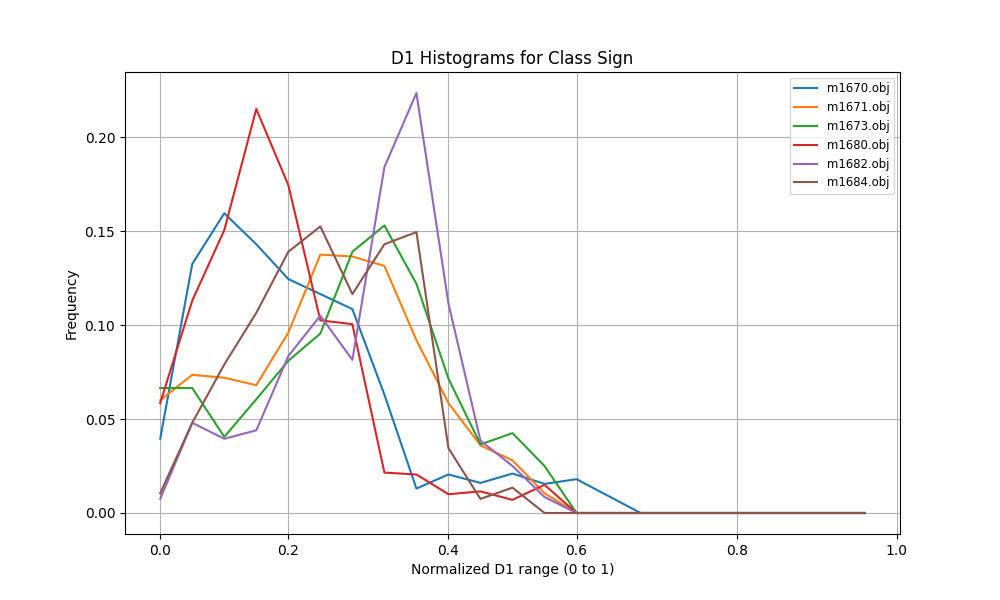 D1 Histograms for Class Sign
m1670.obj
m1671.obj
m1673.obj
m1680.obj
m1682.obj
m1684.obj
Frequency
0.20
0.15
0.10
0.05
0.00
0.0 0.2 0.4 0.6 0.8 1.0
Normalized D1 range (0 to 1)